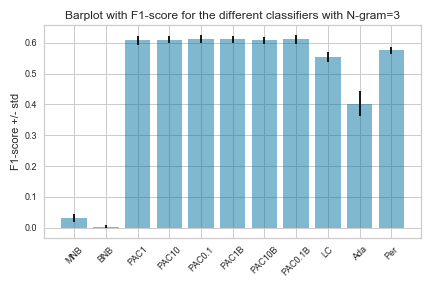 Barplot with F1-score for the different classifiers with N-gram=3
F1-score +/- std
0.6
0.5
0.4
0.3
0.2
0.1
0.0
MNB
BNB
PAC1
PAC10
PAC0.1
PAC1B
PAC10B
PAC0.1B
LC
Ada
Per